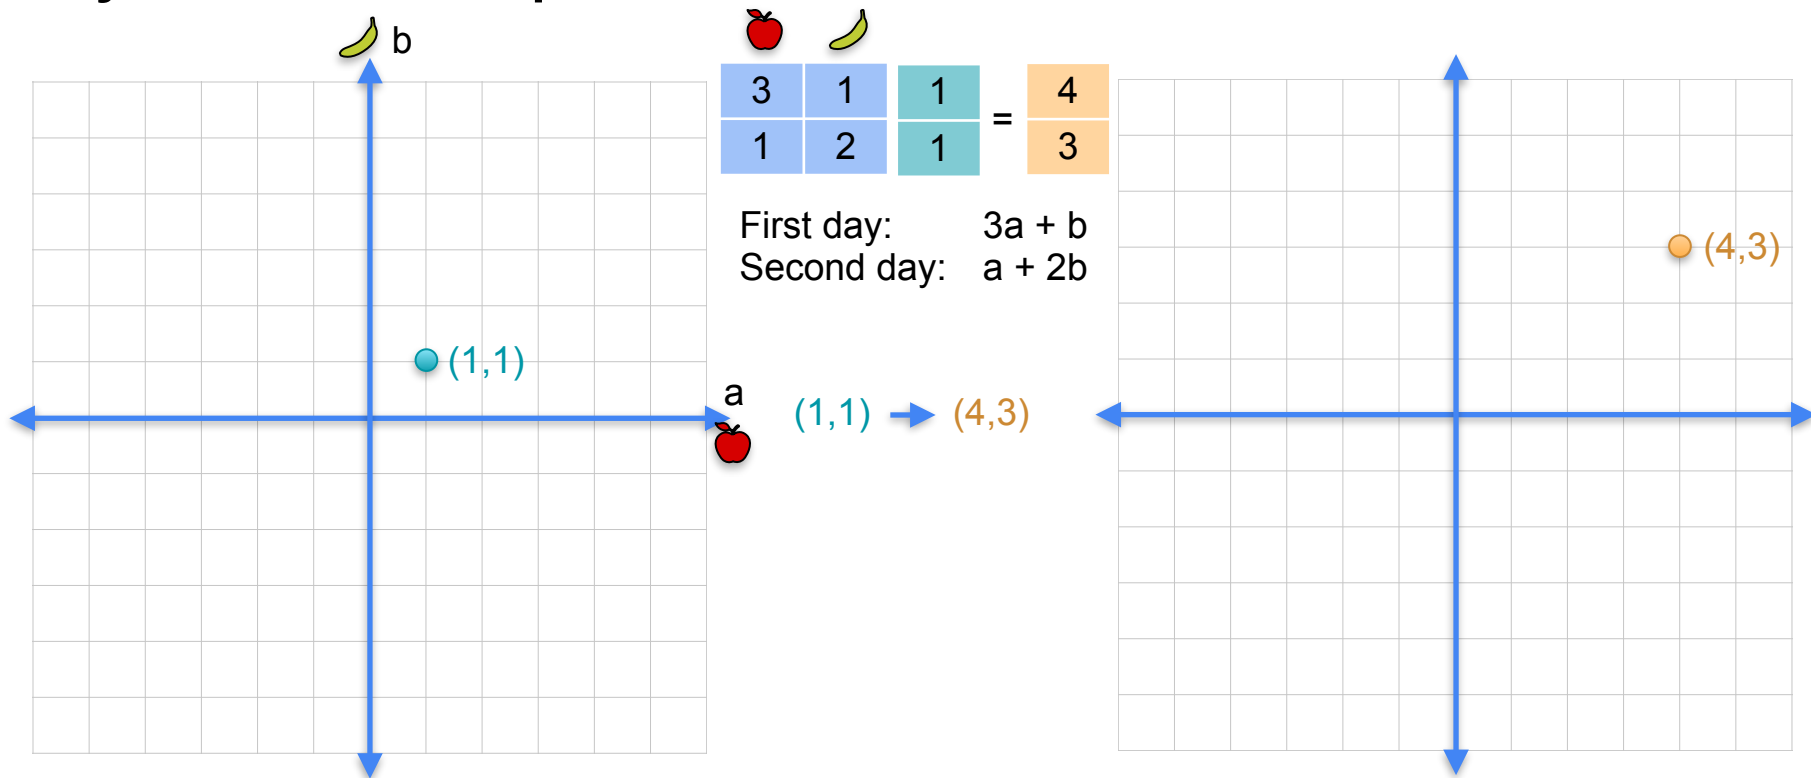 b
3 1 1 = 4
1 2 1 3
First day: 3a + b
Second day: a + 2b
(4,3)
(1,1)
a
(1,1) (4,3)